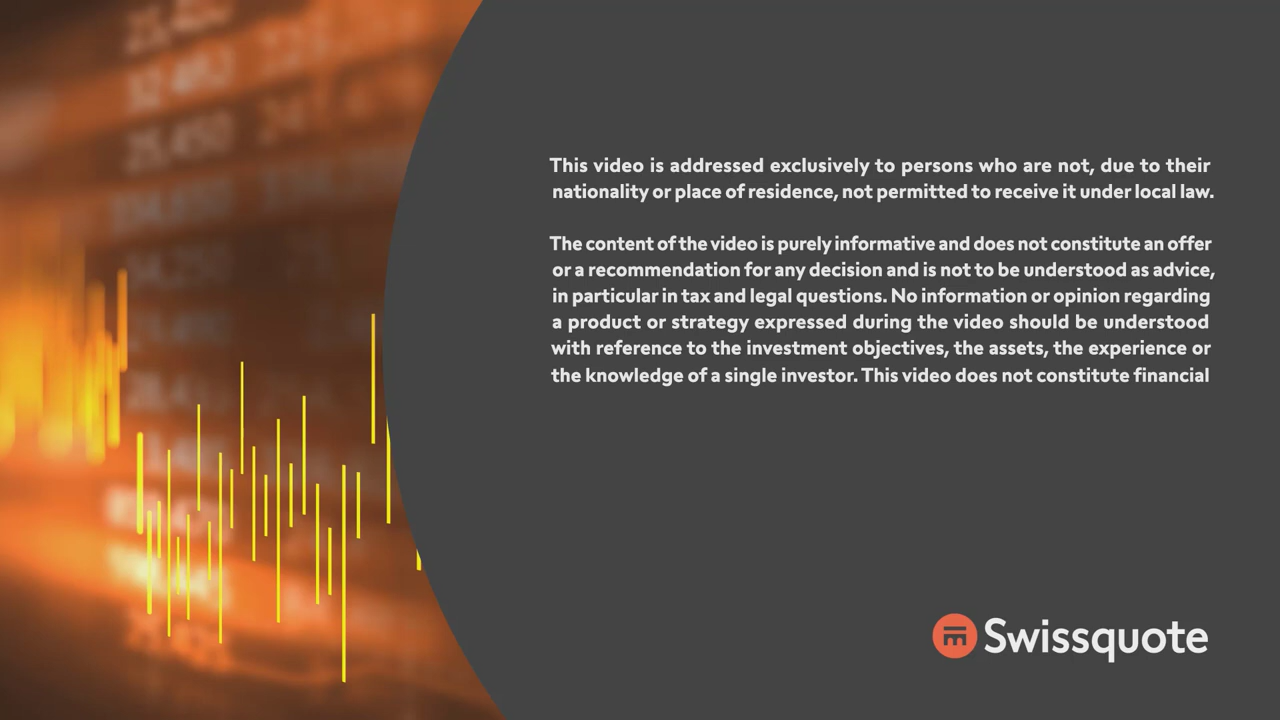 This video is addressed exclusively to persons who are not, due to their
nationality or place of residence, not permitted to receive it under local law.
The content of the video is purely informative and does not constitute an offer
or a recommendation for any decision and is not to be understood as advice,
in particular in tax and legal questions. No information or opinion regarding
a product or strategy expressed during the video should be understood
with reference to the investment objectives, the assets, the experience or
the knowledge of a single investor. This video does not constitute financial
Swissquote